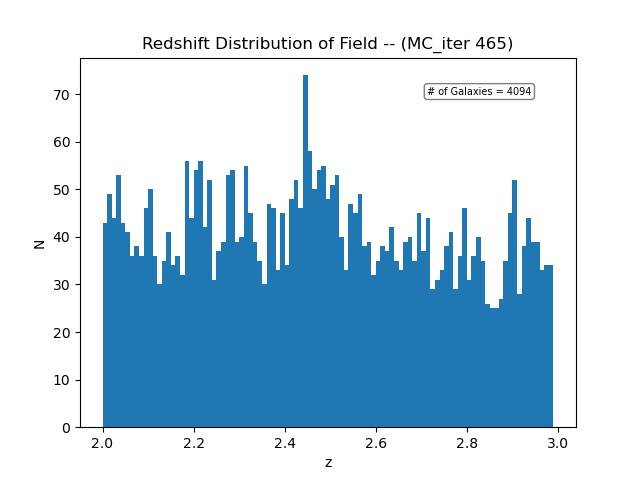 Redshift Distribution of Field -- (MC_iter 465)
# of Galaxies = 4094
70
60
50
40
30
20
10
0
N
2.0 2.2 2.4 2.6 2.8 3.0
z